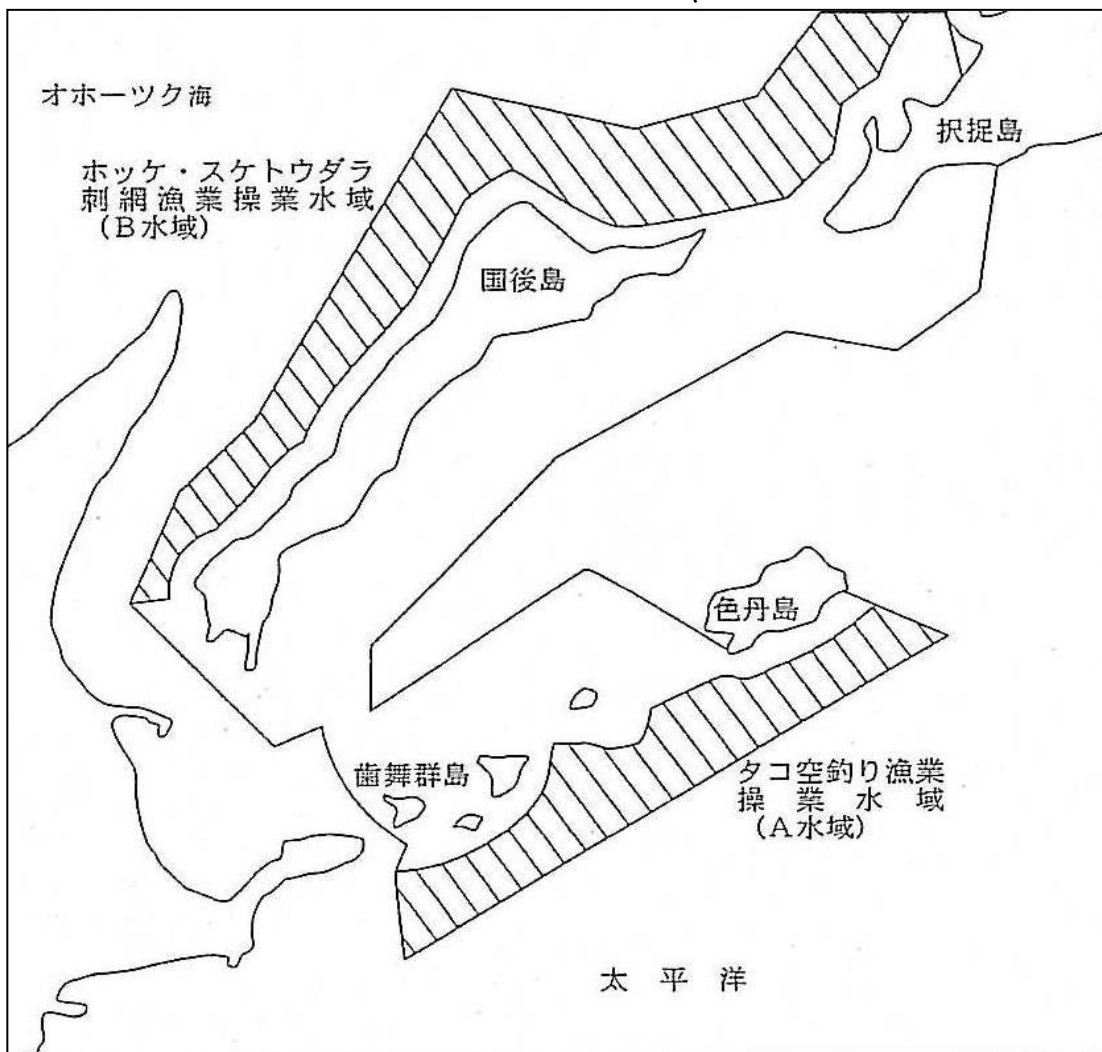 オホーツク海
ホッケ・スケトウダラ
刺網漁業操業水域
(B水域)
択捉島
国後島
色丹島
歯舞群島
タコ空釣り漁業
操業水域
(A水域)
太平洋